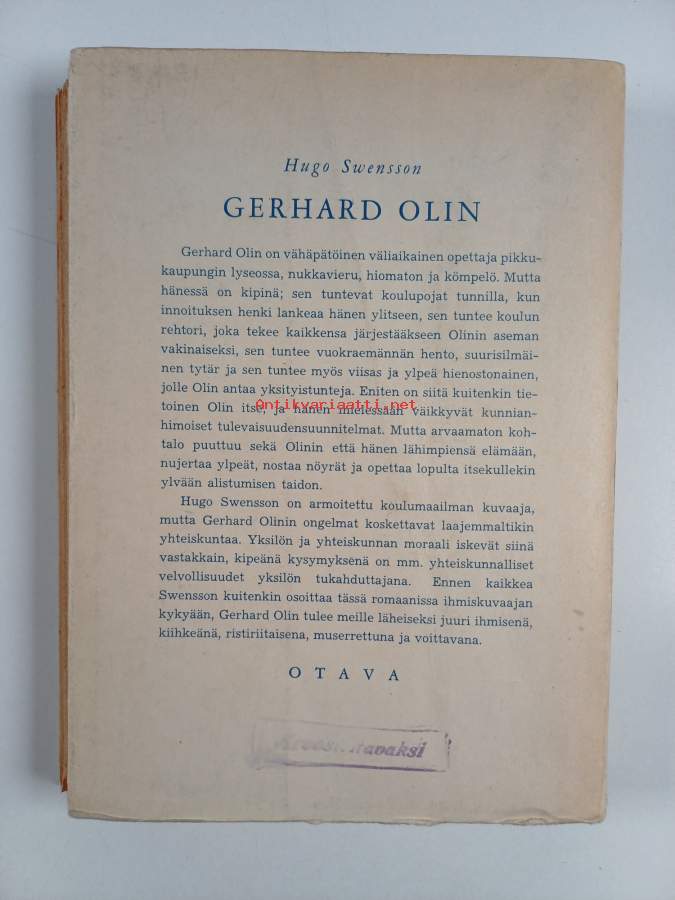 Hugo Swensson
GERHARD OLIN
Gerhard Olin on vähäpätöinen väliaikainen opettaja pikku-
kaupungin lyseossa, nukkavieru, hiomaton ja kömpelö. Mutta
hänessä on kipinä; sen tuntevat koulupojat tunnilla, kun
innoituksen henki lankeaa hänen ylitseen, sen tuntee koulun
rehtori, joka tekee kaikkensa järjestääkseen Olinin aseman
vakinaiseksi, sen tuntee vuokraemännän hento, suurisilmäi-
nen tytär ja sen tuntee myös viisas ja ylpeä hienostonainen,
jolle Olin antaa yksityistunteja. Eniten on siitä kuitenkin tie-
Antikvariaatti.net
toinen Olin itse, ja hänen mielessään väikkyvät kunnian-
himoiset tulevaisuudensuunnitelmat. Mutta arvaamaton koh-
talo puuttuu sekä Olinin että hänen lähimpiensä elämään,
nujertaa ylpeät, nostaa nöyrät ja opettaa lopulta itsekullekin
ylvään alistumisen taidon.
Hugo Swensson on armoitettu koulumaailman kuvaaja,
mutta Gerhard Olinin ongelmat koskettavat laajemmaltikin
yhteiskuntaa. Yksilön ja yhteiskunnan moraali iskevät siinä
vastakkain, kipeänä kysymyksenä on mm. yhteiskunnalliset
velvollisuudet yksilön tukahduttajana. Ennen kaikkea
Swensson kuitenkin osoittaa tässä romaanissa ihmiskuvaajan
kykyään, Gerhard Olin tulee meille läheiseksi juuri ihmisenä,
kiihkeänä, ristiriitaisena, muserrettuna ja voittavana.
OTAVA